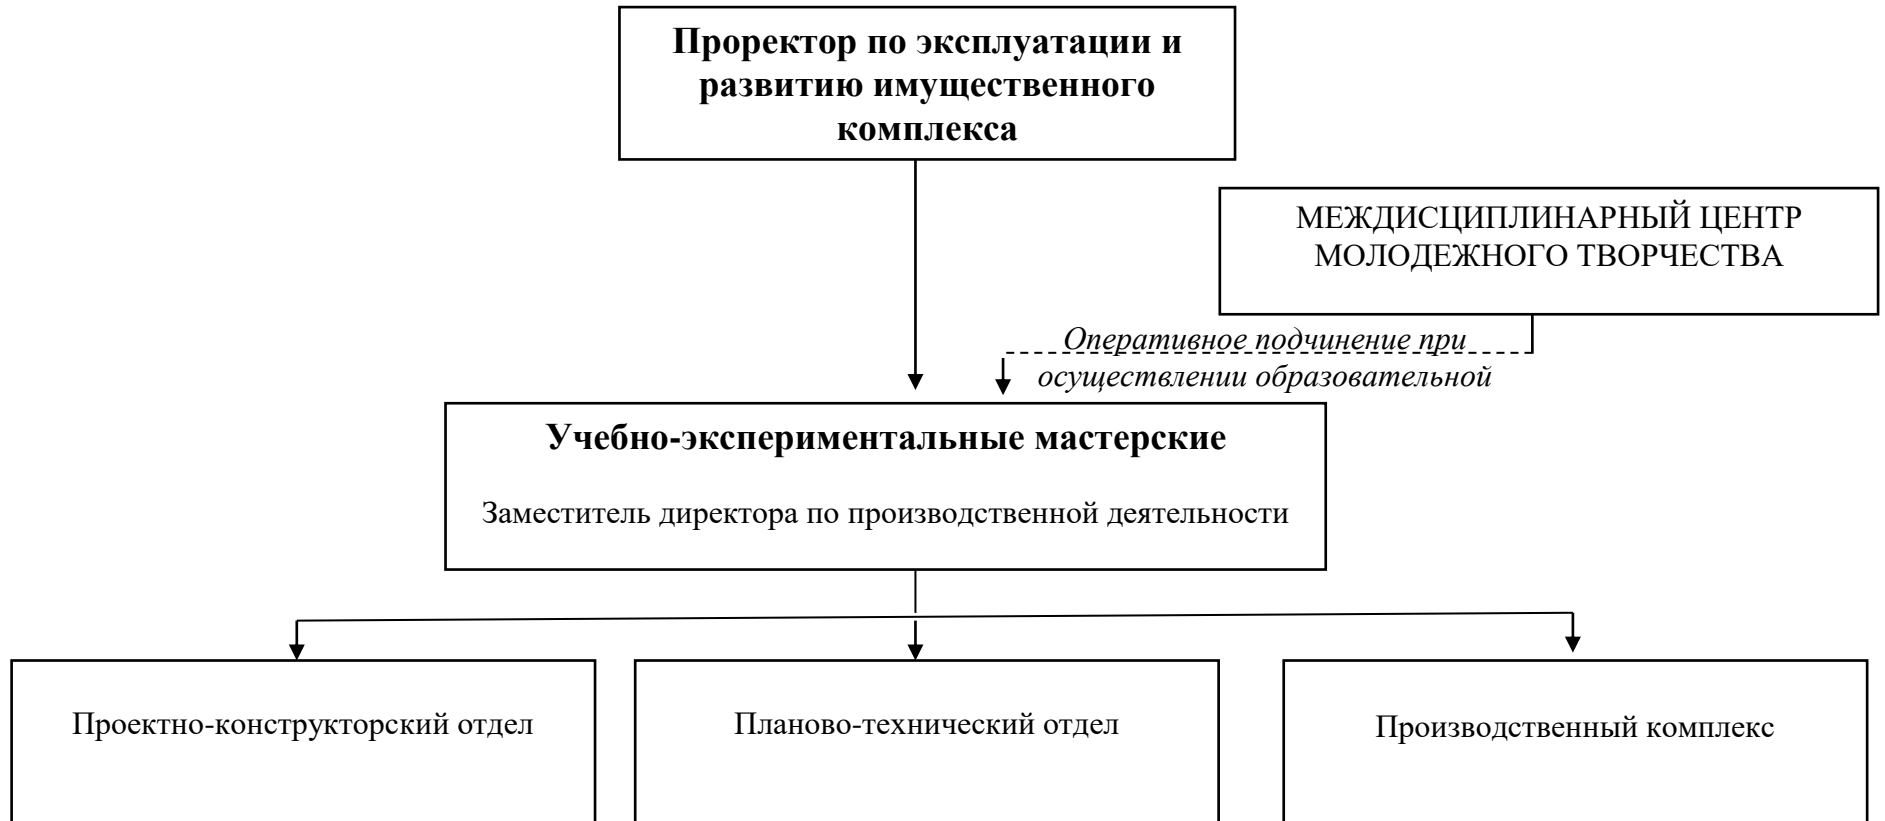 Проректор по эксплуатации и
развитию имущественного
комплекса
МЕЖДИСЦИПЛИНАРНЫЙ ЦЕНТР
МОЛОДЕЖНОГО ТВОРЧЕСТВА
Оперативное подчинение при
осуществлении образовательной
Учебно-экспериментальные мастерские
Заместитель директора по производственной деятельности
Проектно-конструкторский отдел
Планово-технический отдел
Производственный комплекс